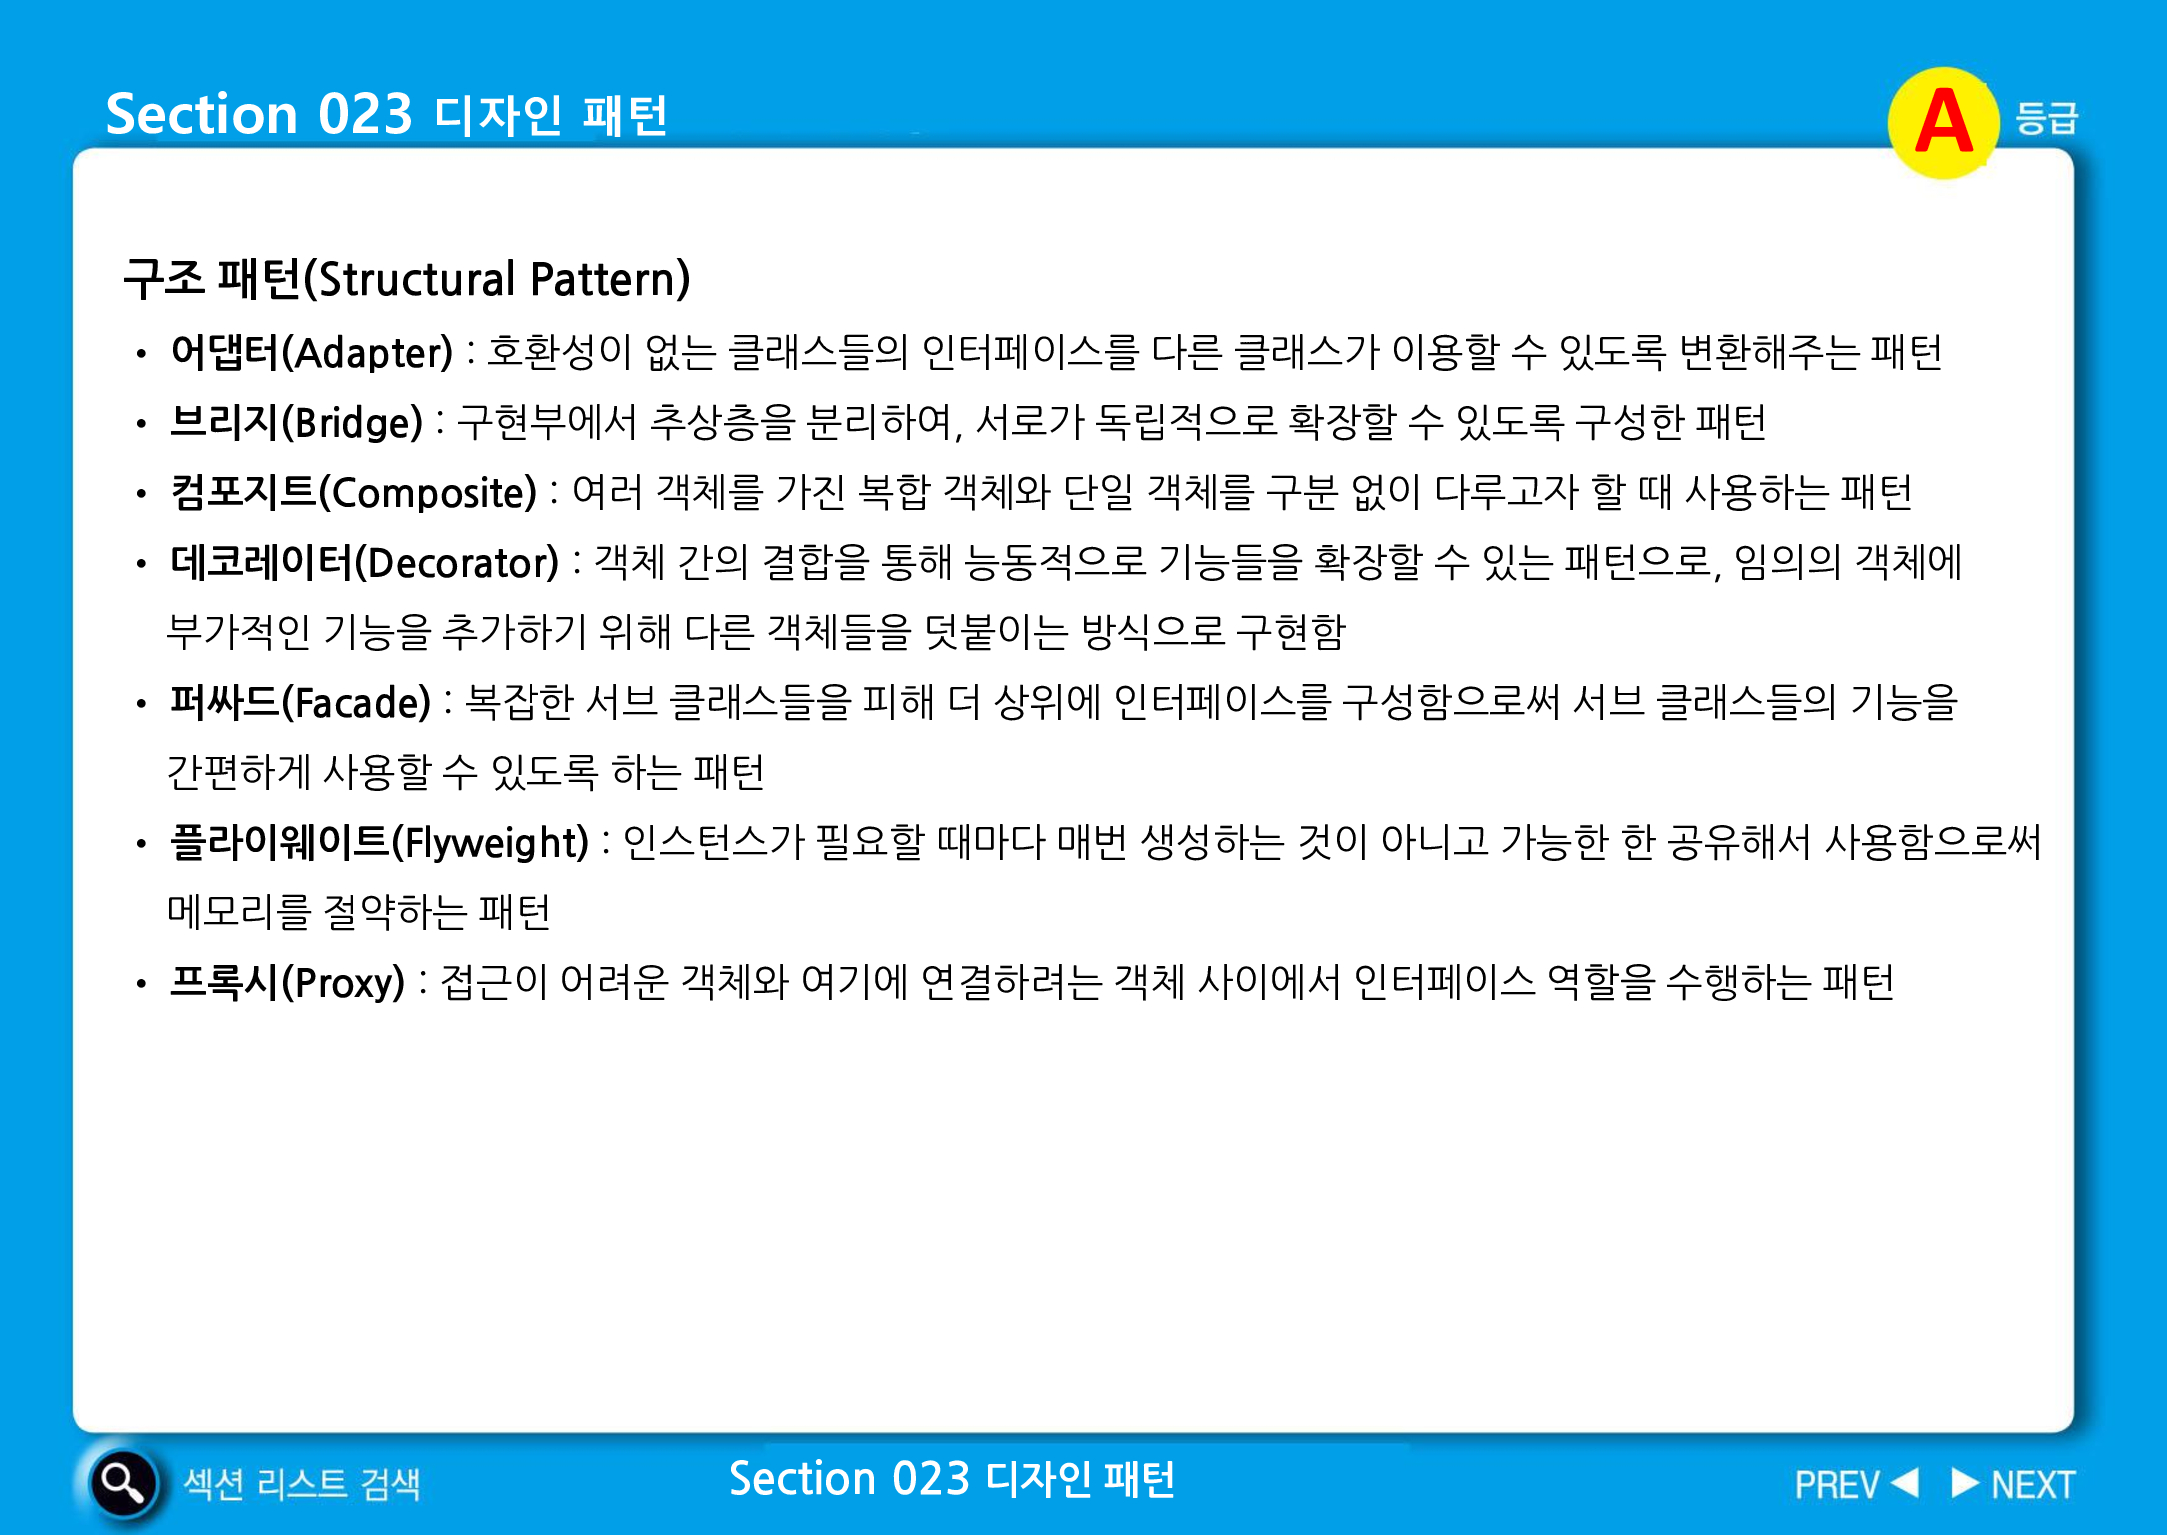 Section 023 디자인 패턴
A 등급
구조 패턴(Structural Pattern)
• 어댑터(Adapter) : 호환성이 없는 클래스들의 인터페이스를 다른 클래스가 이용할 수 있도록 변환해주는 패턴
• 브리지(Bridge) : 구현부에서 추상층을 분리하여, 서로가 독립적으로 확장할 수 있도록 구성한 패턴
• 컴포지트(Composite) : 여러 객체를 가진 복합 객체와 단일 객체를 구분 없이 다루고자 할 때 사용하는 패턴
• 데코레이터(Decorator) : 객체 간의 결합을 통해 능동적으로 기능들을 확장할 수 있는 패턴으로, 임의의 객체에
부가적인 기능을 추가하기 위해 다른 객체들을 덧붙이는 방식으로 구현함
• 퍼싸드(Facade) : 복잡한 서브 클래스들을 피해 더 상위에 인터페이스를 구성함으로써 서브 클래스들의 기능을
간편하게 사용할 수 있도록 하는 패턴
• 플라이웨이트(Flyweight) : 인스턴스가 필요할 때마다 매번 생성하는 것이 아니고 가능한 한 공유해서 사용함으로써
메모리를 절약하는 패턴
• 프록시(Proxy) : 접근이 어려운 객체와 여기에 연결하려는 객체 사이에서 인터페이스 역할을 수행하는 패턴
섹션 리스트 검색
Section 023 디자인 패턴
PREV ◀ ▶ NEXT